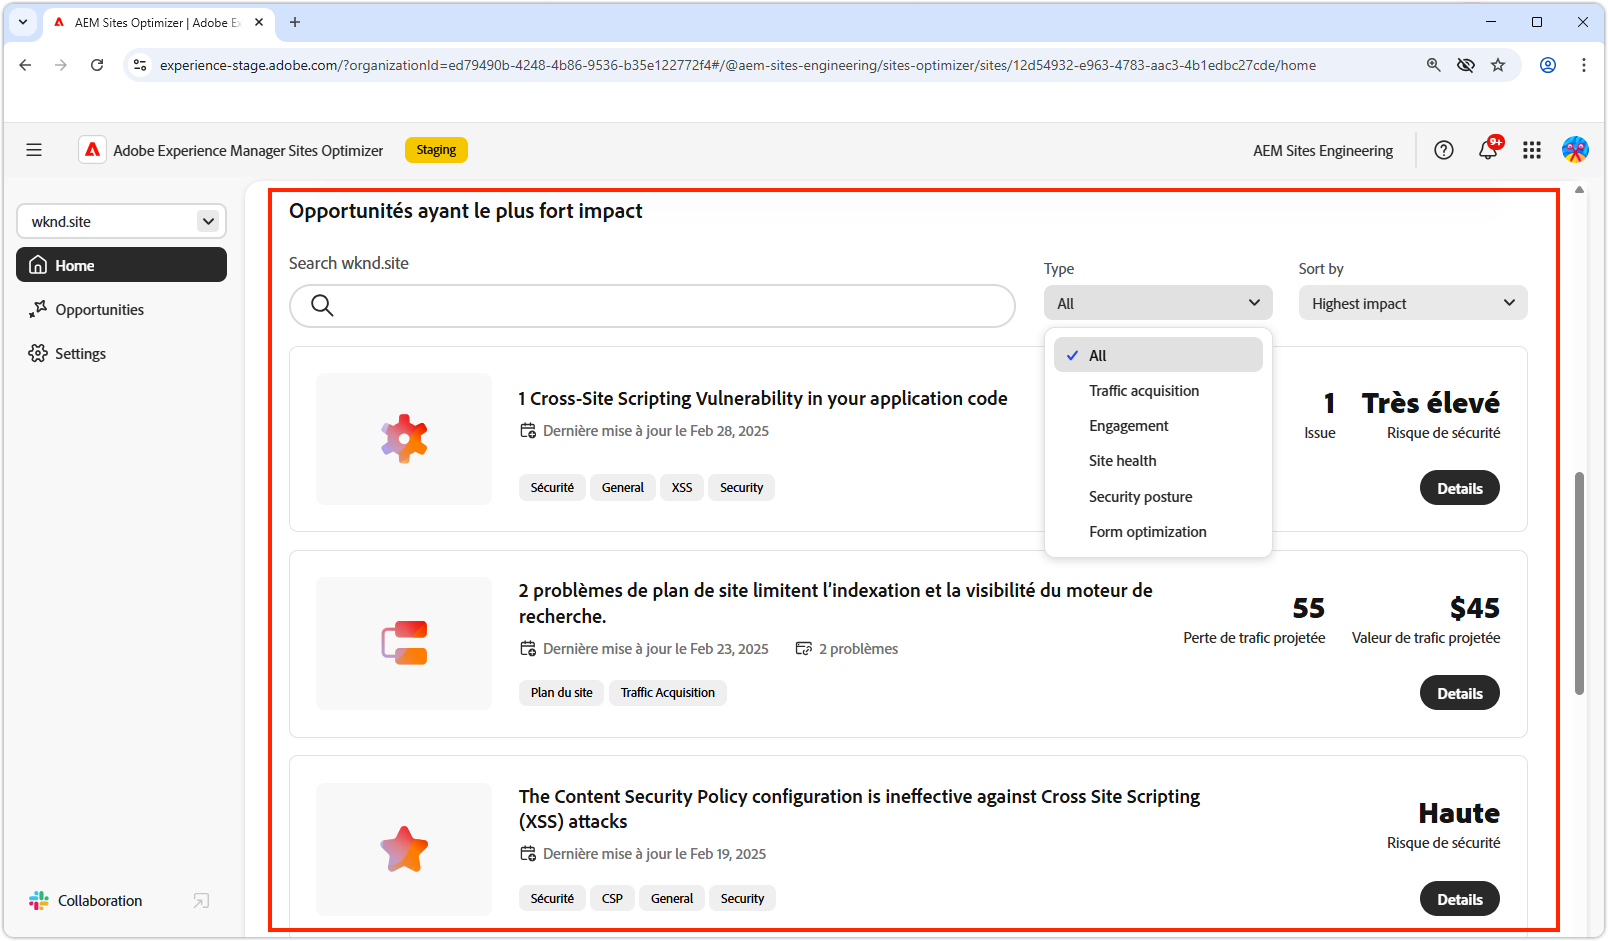 AEM Sites Optimizer | Adobe Ex
experience-stage.adobe.com/?organizationId=ed79490b-4248-4b86-9536-b35e122772f4#/@aem-sites-engineering/sites-optimizer/sites/12d54932-e963-4783-aac3-4b1edbc27cde/home
Adobe Experience Manager Sites Optimizer
Staging
AEM Sites Engineering
9+
wknd.site
Home
Opportunities
Settings
Collaboration
Opportunités ayant le plus fort impact
Search wknd.site
Type
All
Sort by
Highest impact
All
Traffic acquisition
Engagement
Site health
Security posture
Form optimization
1 Cross-Site Scripting Vulnerability in your application code
Dernière mise à jour le Feb 28, 2025
Sécurité
General
XSS
Security
1
Issue
Très élevé
Risque de sécurité
Details
2 problèmes de plan de site limitent l’indexation et la visibilité du moteur de
recherche.
Dernière mise à jour le Feb 23, 2025
2 problèmes
Plan du site
Traffic Acquisition
55
Perte de trafic projetée
$45
Valeur de trafic projetée
Details
The Content Security Policy configuration is ineffective against Cross Site Scripting
(XSS) attacks
Dernière mise à jour le Feb 19, 2025
Sécurité
CSP
General
Security
Haute
Risque de sécurité
Details